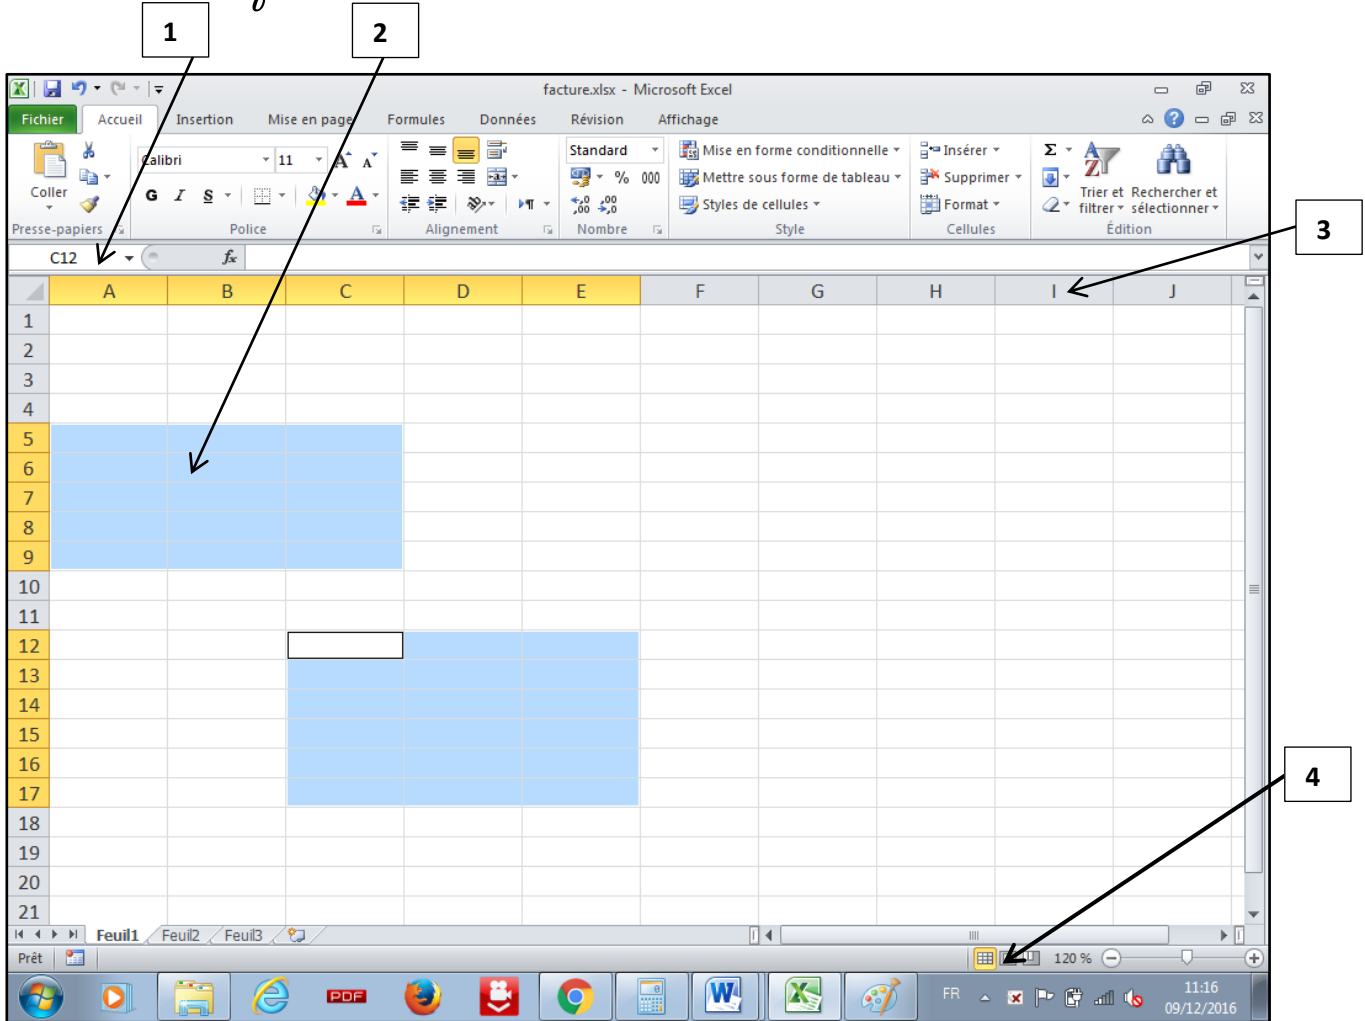 1 2
facture.xlsx - Microsoft Excel
Fichier Accueil Insertion Mise en page Formules Données Révision Affichage
Calibri 11 A A Standard Mise en forme conditionnelle Insérer Σ
Coller % 000 Mettre sous forme de tableau Supprimer Trier et Rechercher et
G I S A ,00 ,00 Styles de cellules Format filtrer sélectionner
Presse-papiers Police Alignement Nombre Style Cellules Édition
3
C12 fx
A B C D E F G H I J
1
2
3
4
5
6
7
8
9
10
11
12
13
14
15
16
17
4
18
19
20
21
Feuil1 Feuil2 Feuil3
Prêt 120 %
PDF W FR 11:16
09/12/2016